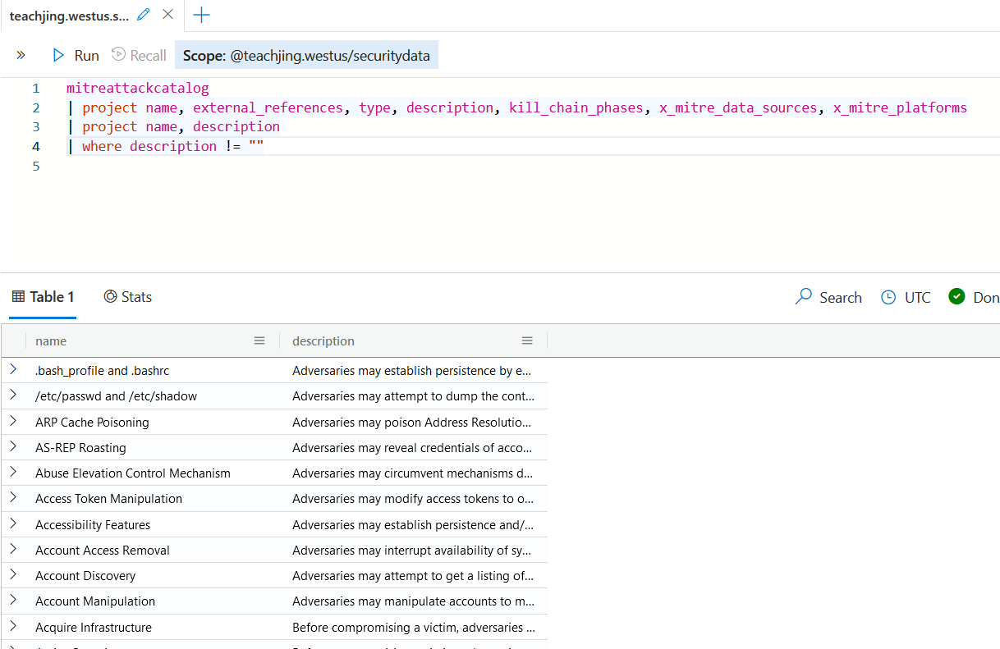 teachjing.westus.s...
Run Recall Scope: @teachjing.westus/securitydata
1 mitreattackcatalog
2 | project name, external_references, type, description, kill_chain_phases, x_mitre_data_sources, x_mitre_platforms
3 | project name, description
4 | where description != ""
5
Table 1 Stats Search UTC Don
name description
.bash_profile and .bashrc Adversaries may establish persistence by e...
/etc/passwd and /etc/shadow Adversaries may attempt to dump the cont...
ARP Cache Poisoning Adversaries may poison Address Resolutio...
AS-REP Roasting Adversaries may reveal credentials of acco...
Abuse Elevation Control Mechanism Adversaries may circumvent mechanisms d...
Access Token Manipulation Adversaries may modify access tokens to o...
Accessibility Features Adversaries may establish persistence and/...
Account Access Removal Adversaries may interrupt availability of sy...
Account Discovery Adversaries may attempt to get a listing of...
Account Manipulation Adversaries may manipulate accounts to m...
Acquire Infrastructure Before compromising a victim, adversaries ...